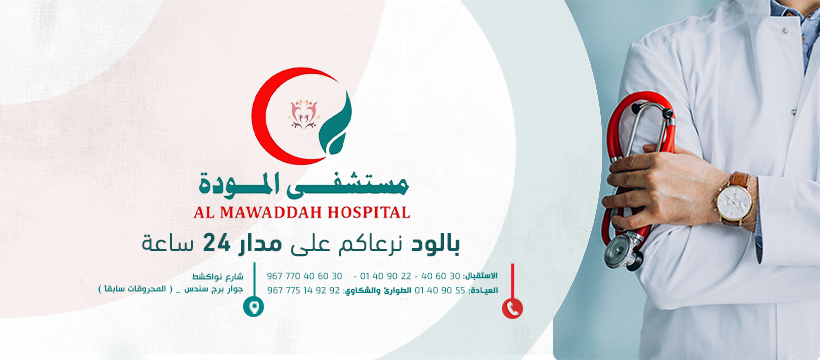 مستشفى المودة
AL MAWADDAH HOSPITAL
بالود نرعاكم على مدار 24 ساعة
الاستقبال: 30 60 40 - 22 90 40 01 - 30 60 40 770 967
العيادة: 55 90 40 01 الطوارئ والشكاوي: 92 92 14 775 967
شارع نواكشط
جوار برج سندس _ ( المحروقات سابقاً )